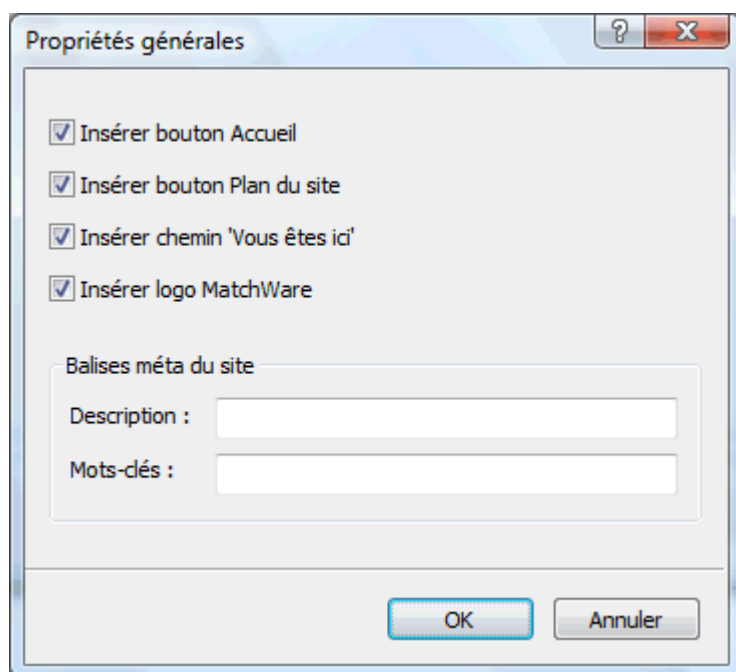 Propriétés générales
Insérer bouton Accueil
Insérer bouton Plan du site
Insérer chemin 'Vous êtes ici'
Insérer logo MatchWare
Balises méta du site
Description :
Mots-clés :
OK Annuler